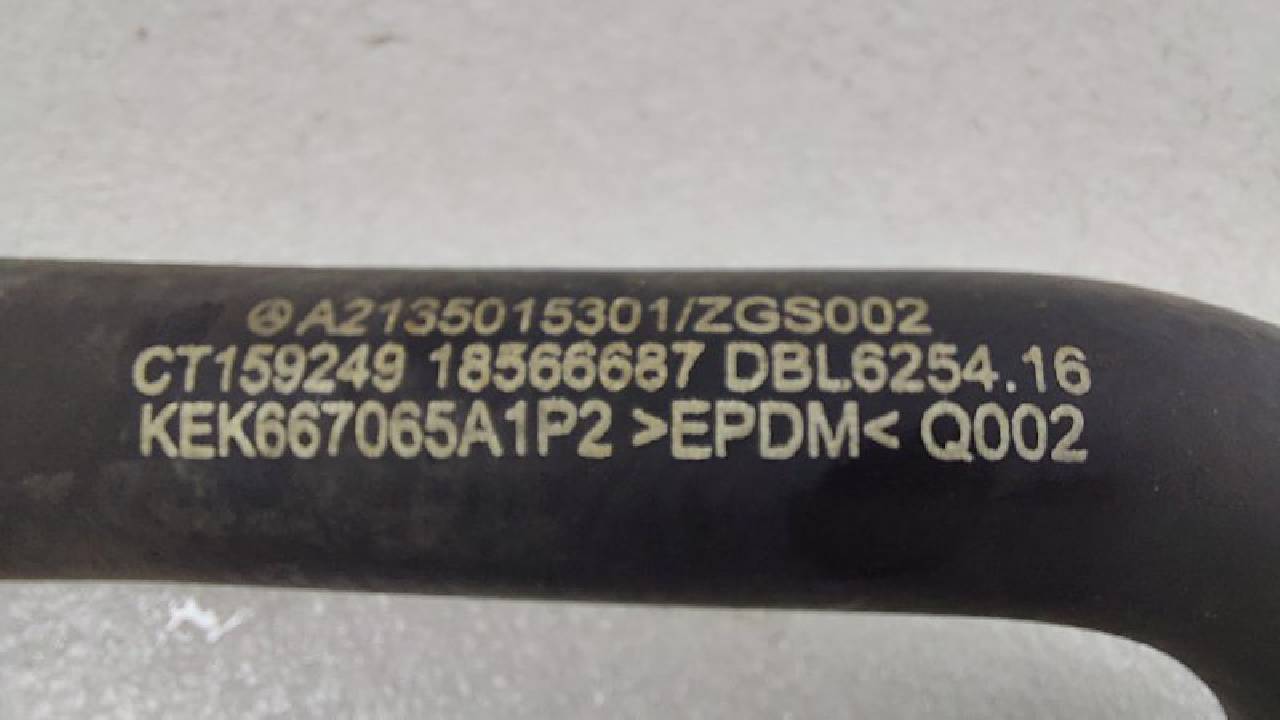 A2135015301/ZGS002
CT159249 18566687 DBL6254.16
KEK667065A1P2 >EPDM< Q002